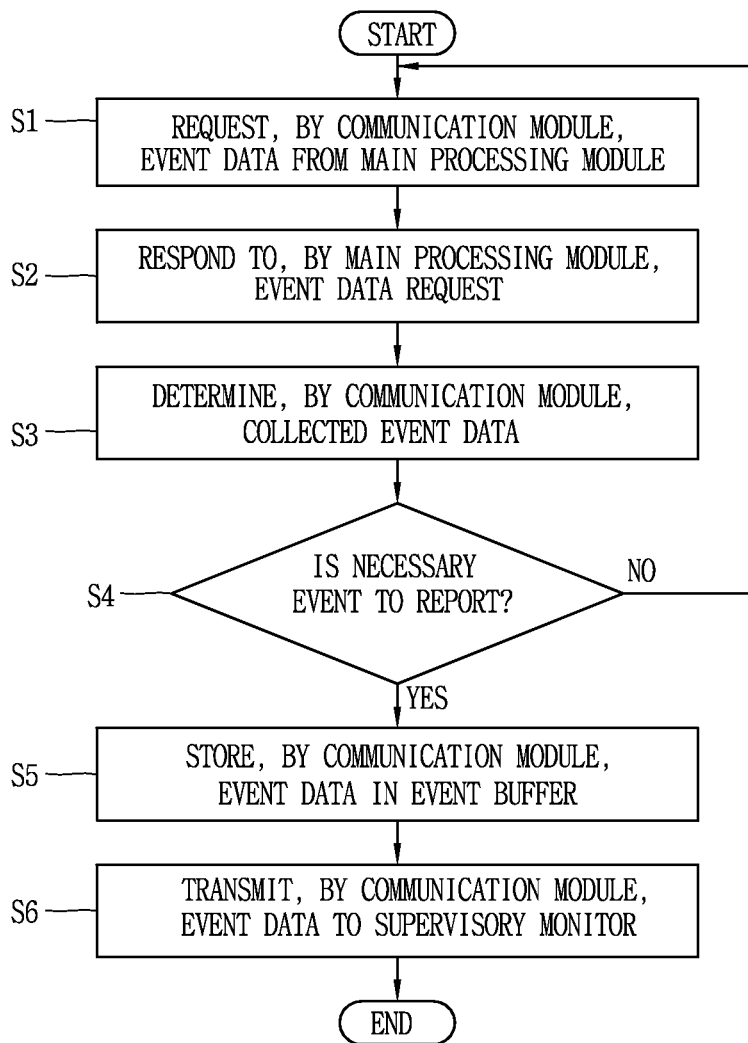 START
S1
REQUEST, BY COMMUNICATION MODULE,
EVENT DATA FROM MAIN PROCESSING MODULE
S2
RESPOND TO, BY MAIN PROCESSING MODULE,
EVENT DATA REQUEST
S3
DETERMINE, BY COMMUNICATION MODULE,
COLLECTED EVENT DATA
S4
IS NECESSARY
EVENT TO REPORT?
NO
YES
S5
STORE, BY COMMUNICATION MODULE,
EVENT DATA IN EVENT BUFFER
S6
TRANSMIT, BY COMMUNICATION MODULE,
EVENT DATA TO SUPERVISORY MONITOR
END